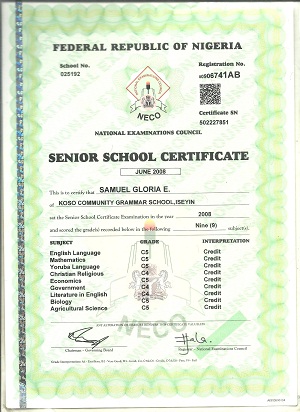 FEDERAL REPUBLIC OF NIGERIA
School No.
025192
Registration No.
6741AB
NECO
Certificate SN
502227851
NATIONAL EXAMINATIONS COUNCIL
SENIOR SCHOOL CERTIFICATE
JUNE 2008
This is to certify that SAMUEL GLORIA E.
of KOSO COMMUNITY GRAMMAR SCHOOL,ISEYIN
sat the Senior School Certificate Examination in the year 2008
and scored the grade(s) recorded below in the following Nine (9) subject(s).
SUBJECT GRADE INTERPRETATION
English Language C5 Credit
Mathematics C5 Credit
Yoruba Language C5 Credit
Christian Religious C4 Credit
Economics C5 Credit
Government C4 Credit
Literature in English C4 Credit
Biology C5 Credit
Agricultural Science C5 Credit
NECO
Chairman - Governing Board
Registrar - National Examinations Council